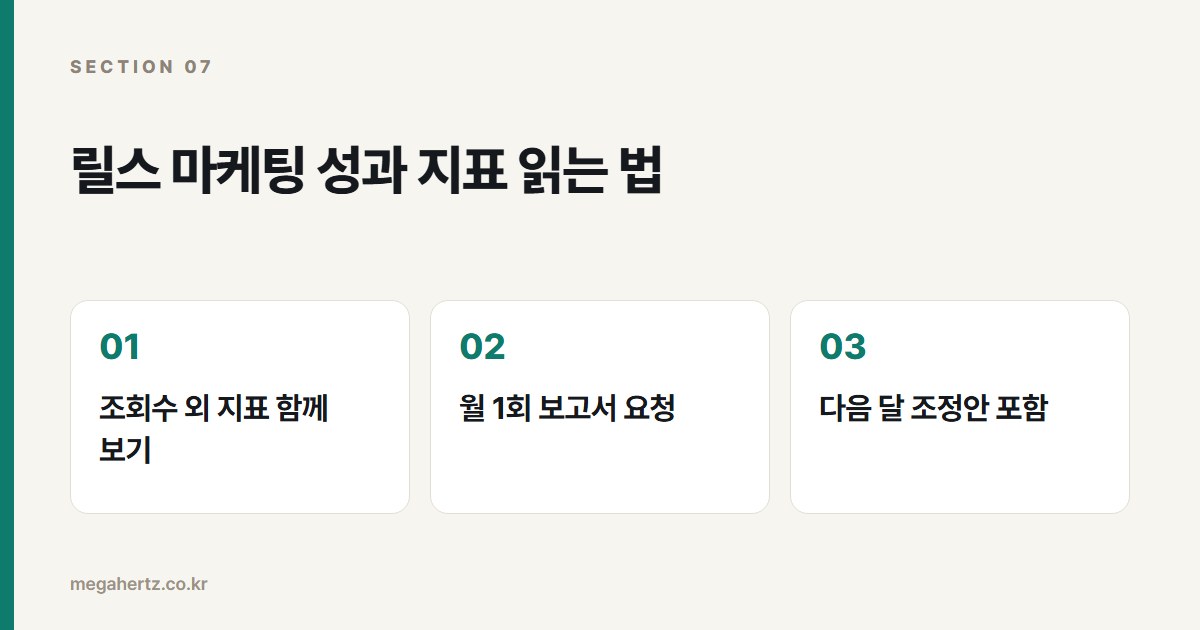 SECTION 07
릴스 마케팅 성과 지표 읽는 법
01
조회수 외 지표 함께
보기
02
월 1회 보고서 요청
03
다음 달 조정안 포함
megahertz.co.kr